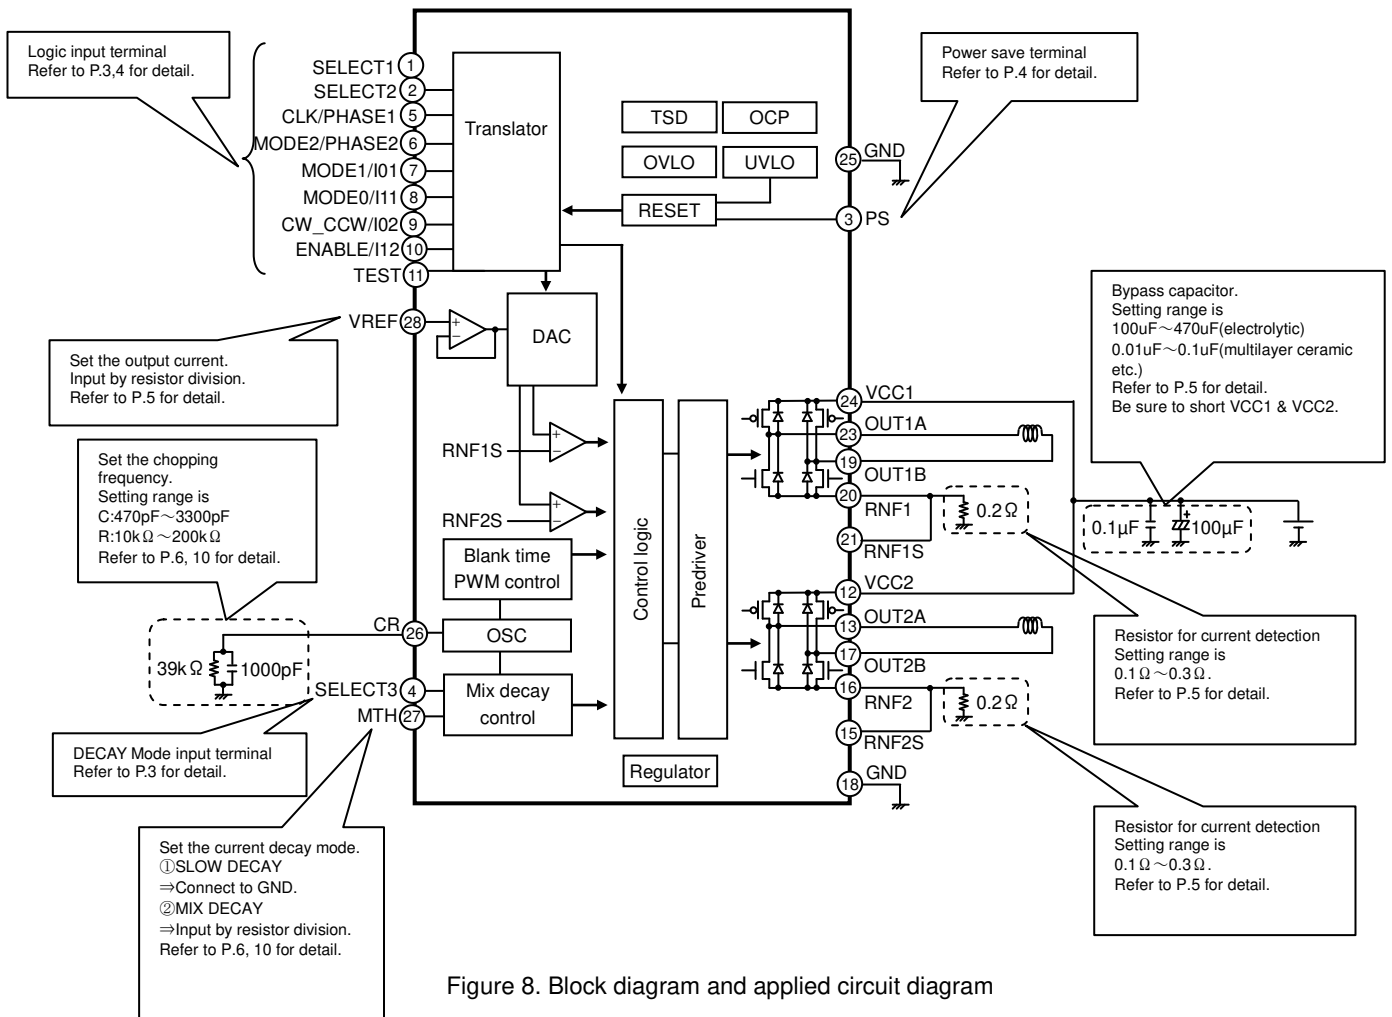 Logic input terminal
Refer to P.3,4 for detail.
SELECT1 1
SELECT2 2
CLK/PHASE1 5
MODE2/PHASE2 6
MODE1/I01 7
MODE0/I11 8
CW_CCW/I02 9
ENABLE/I12 10
TEST 11
VREF 28
Translator
TSD
OCP
OVLO
UVLO
RESET
25 GND
3 PS
Power save terminal
Refer to P.4 for detail.
+
−
DAC
Set the output current.
Input by resistor division.
Refer to P.5 for detail.
Bypass capacitor.
Setting range is
100uF～470uF(electrolytic)
0.01uF～0.1uF(multilayer ceramic
etc.)
Refer to P.5 for detail.
Be sure to short VCC1 & VCC2.
RNF1S
+
−
RNF2S
+
−
Set the chopping
frequency.
Setting range is
C:470pF～3300pF
R:10kΩ～200kΩ
Refer to P.6, 10 for detail.
39kΩ
1000pF
CR 26
SELECT3 4
MTH 27
Blank time
PWM control
OSC
Mix decay
control
Control logic
Predriver
Regulator
24 VCC1
23 OUT1A
19 OUT1B
20 RNF1
21 RNF1S
0.2Ω
12 VCC2
13 OUT2A
17 OUT2B
16 RNF2
15 RNF2S
0.2Ω
18 GND
0.1μF
+
100μF
Resistor for current detection
Setting range is
0.1Ω～0.3Ω.
Refer to P.5 for detail.
Resistor for current detection
Setting range is
0.1Ω～0.3Ω.
Refer to P.5 for detail.
DECAY Mode input terminal
Refer to P.3 for detail.
Set the current decay mode.
①SLOW DECAY
⇒Connect to GND.
②MIX DECAY
⇒Input by resistor division.
Refer to P.6, 10 for detail.
Figure 8. Block diagram and applied circuit diagram